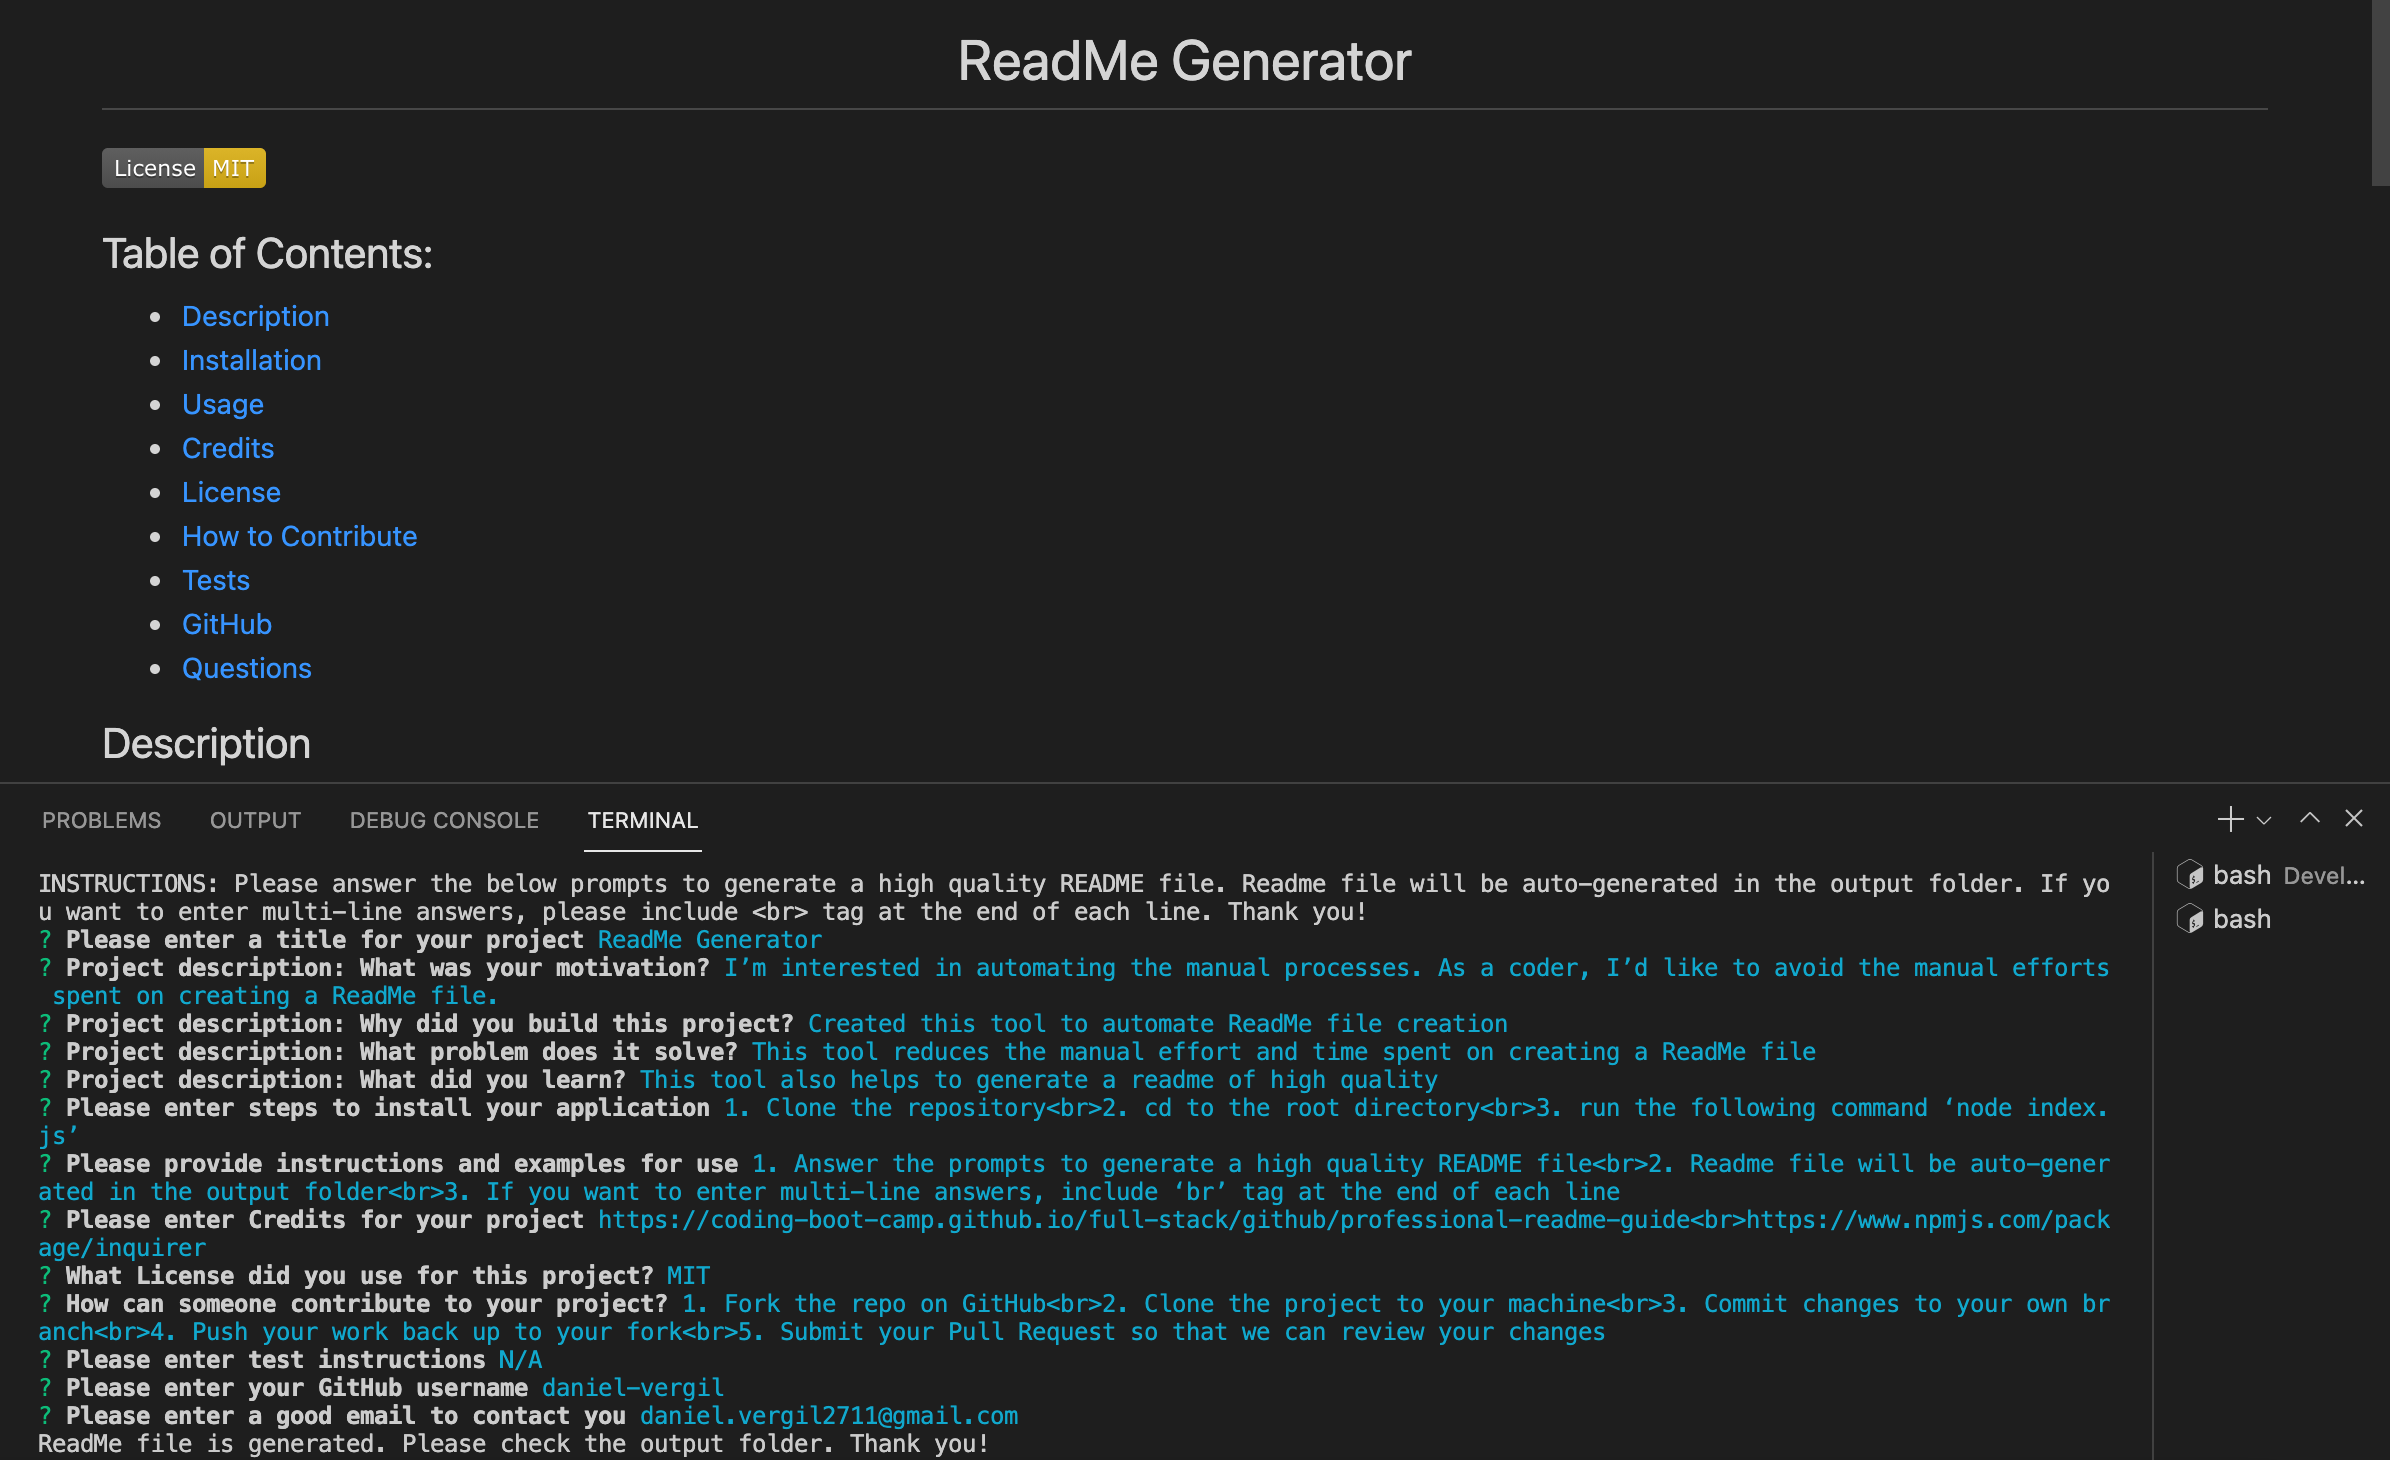 ReadMe Generator
License MIT
Table of Contents:
Description
Installation
Usage
Credits
License
How to Contribute
Tests
GitHub
Questions
Description
PROBLEMS OUTPUT DEBUG CONSOLE TERMINAL
INSTRUCTIONS: Please answer the below prompts to generate a high quality README file. Readme file will be auto-generated in the output folder. If yo
u want to enter multi-line answers, please include <br> tag at the end of each line. Thank you!
? Please enter a title for your project ReadMe Generator
? Project description: What was your motivation? I’m interested in automating the manual processes. As a coder, I’d like to avoid the manual efforts
spent on creating a ReadMe file.
? Project description: Why did you build this project? Created this tool to automate ReadMe file creation
? Project description: What problem does it solve? This tool reduces the manual effort and time spent on creating a ReadMe file
? Project description: What did you learn? This tool also helps to generate a readme of high quality
? Please enter steps to install your application 1. Clone the repository<br>2. cd to the root directory<br>3. run the following command ‘node index.
js’
? Please provide instructions and examples for use 1. Answer the prompts to generate a high quality README file<br>2. Readme file will be auto-gener
ated in the output folder<br>3. If you want to enter multi-line answers, include ‘br’ tag at the end of each line
? Please enter Credits for your project https://coding-boot-camp.github.io/full-stack/github/professional-readme-guide<br>https://www.npmjs.com/pack
age/inquirer
? What License did you use for this project? MIT
? How can someone contribute to your project? 1. Fork the repo on GitHub<br>2. Clone the project to your machine<br>3. Commit changes to your own br
anch<br>4. Push your work back up to your fork<br>5. Submit your Pull Request so that we can review your changes
? Please enter test instructions N/A
? Please enter your GitHub username daniel-vergil
? Please enter a good email to contact you daniel.vergil2711@gmail.com
ReadMe file is generated. Please check the output folder. Thank you!
bash Devel...
bash